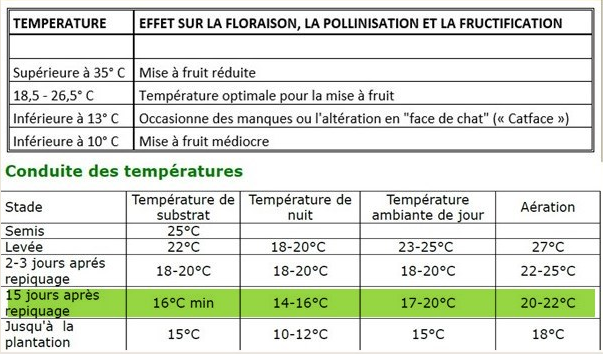 TEMPERATURE EFFET SUR LA FLORAISON, LA POLLINISATION ET LA FRUCTIFICATION
Supérieure à 35° C Mise à fruit réduite
18,5 - 26,5° C Température optimale pour la mise à fruit
Inférieure à 13° C Occasionne des manques ou l'altération en "face de chat" (« Catface »)
Inférieure à 10° C Mise à fruit médiocre
Conduite des températures
Stade Température de substrat Température de nuit Température ambiante de jour Aération
Semis 25°C
Levée 22°C 18-20°C 23-25°C 27°C
2-3 jours aprés repiquage 18-20°C 18-20°C 18-20°C 22-25°C
15 jours après repiquage 16°C min 14-16°C 17-20°C 20-22°C
Jusqu'à la plantation 15°C 10-12°C 15°C 18°C